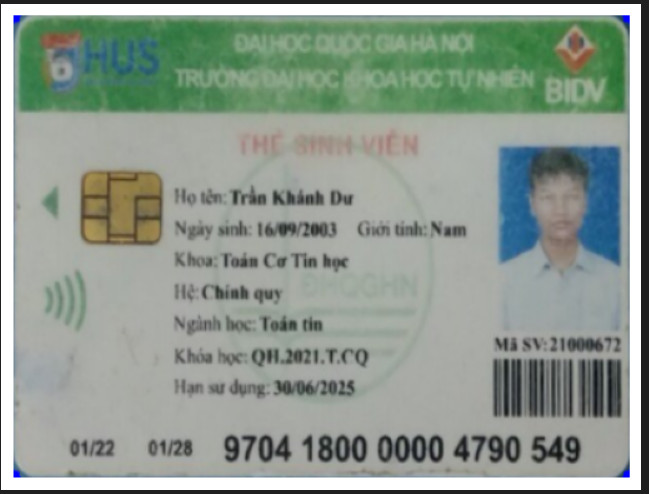 HUS
ĐẠI HỌC QUỐC GIA HÀ NỘI
TRƯỜNG ĐẠI HỌC KHOA HỌC TỰ NHIÊN
BIDV
THẺ SINH VIÊN
Họ tên: Trần Khánh Dư
Ngày sinh: 16/09/2003 Giới tính: Nam
Khoa: Toán Cơ Tin học
Hệ: Chính quy
ĐHQGHN
Ngành học: Toán tin
Khóa học: QH.2021.T.CQ
Hạn sư dụng: 30/06/2025
Mã SV: 21000672
01/22 01/28 9704 1800 0000 4790 549